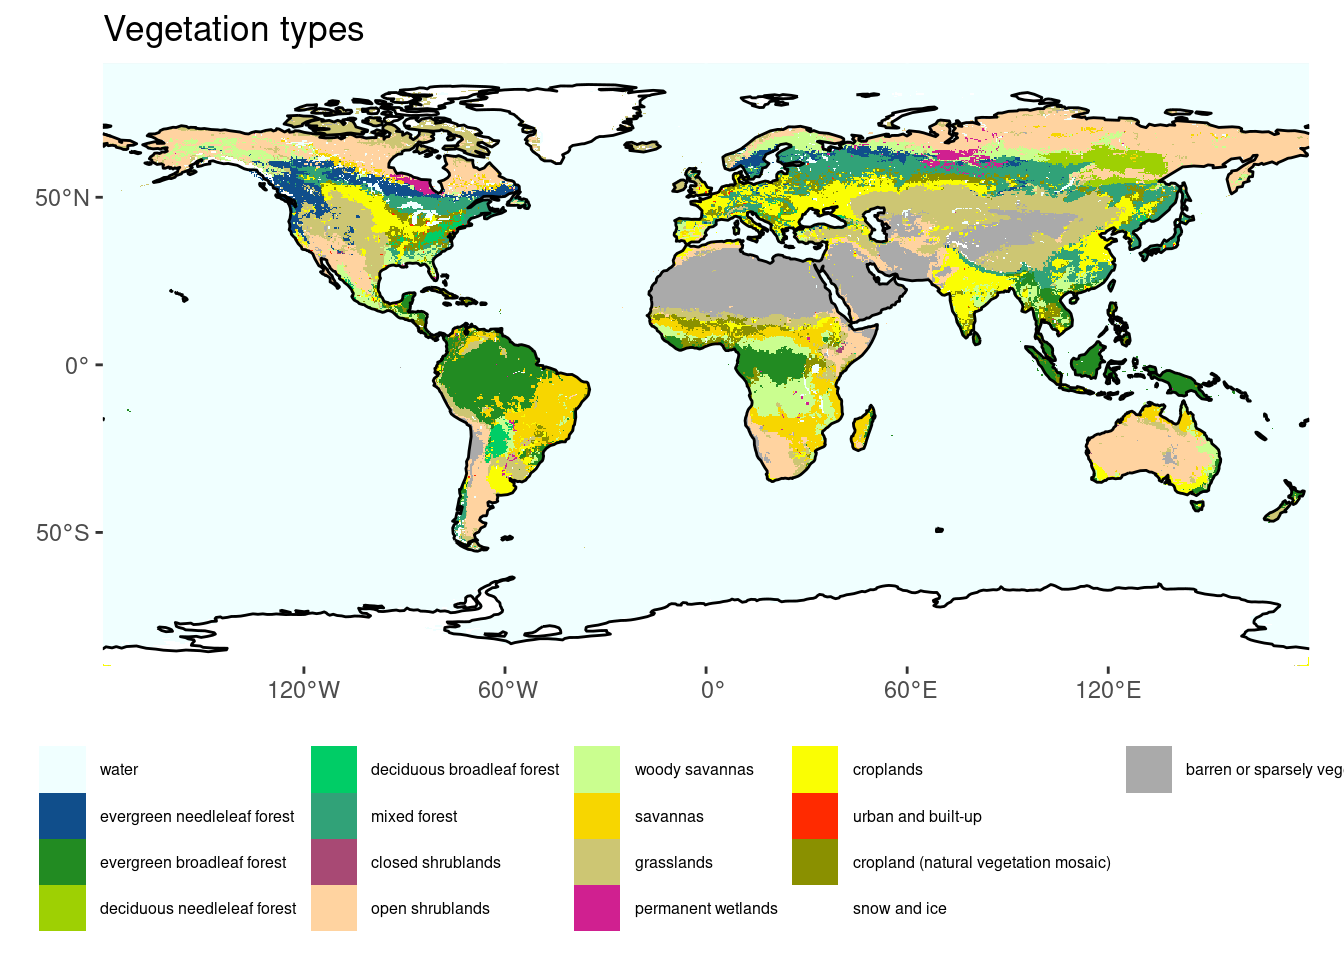 Vegetation types
50°N
0°
50°S
120°W 60°W 0° 60°E 120°E
water
evergreen needleleaf forest
evergreen broadleaf forest
deciduous needleleaf forest
deciduous broadleaf forest
mixed forest
closed shrublands
open shrublands
woody savannas
savannas
grasslands
permanent wetlands
croplands
urban and built-up
cropland (natural vegetation mosaic)
snow and ice
barren or sparsely veg